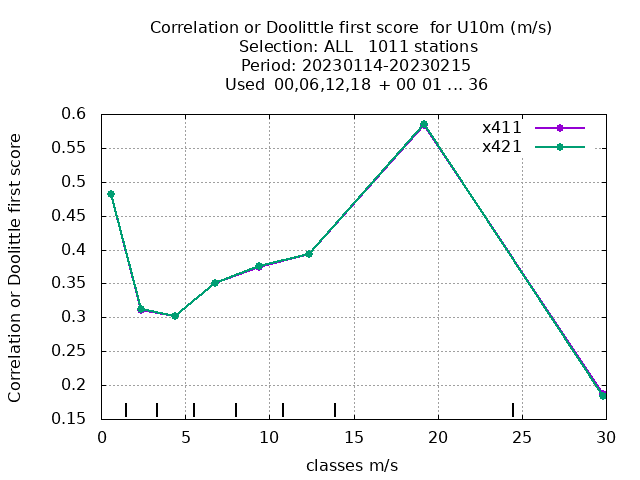 Correlation or Doolittle first score  for U10m (m/s)
Selection: ALL   1011 stations
Period: 20230114-20230215
Used  00,06,12,18  + 00 01 ... 36
x411
x421
Correlation or Doolittle first score
0.6
0.55
0.5
0.45
0.4
0.35
0.3
0.25
0.2
0.15
0 5 10 15 20 25 30
classes m/s